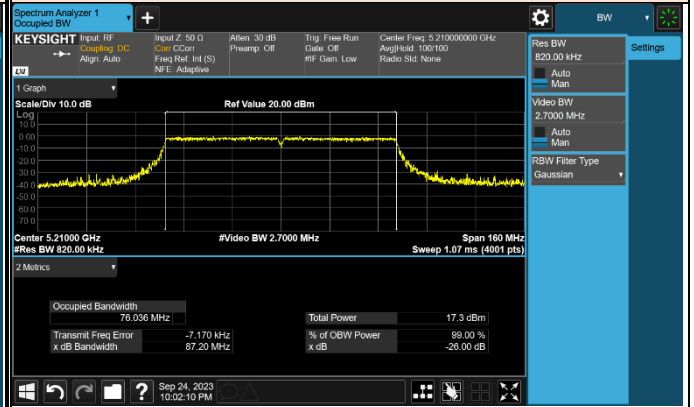 Spectrum Analyzer 1
Occupied BW
+
BW
KEYSIGHT Input: RF Input Z: 50 Ω Atten: 30 dB Trig: Free Run Center Freq: 5.210000000 GHz
Coupling: DC Corr CCorr Preamp: Off Gate: Off Avg|Hold: 100/100
Align: Auto Freq Ref: Int (S) #IF Gain: Low Radio Std: None
NFE: Adaptive
LXI
Res BW
820.00 kHz
Auto
Man
Settings
Video BW
2.7000 MHz
Auto
Man
RBW Filter Type
Gaussian
1 Graph
Scale/Div 10.0 dB Ref Value 20.00 dBm
Log
10.0
0.00
-10.0
-20.0
-30.0
-40.0
-50.0
-60.0
-70.0
Center 5.21000 GHz #Video BW 2.7000 MHz Span 160 MHz
#Res BW 820.00 kHz Sweep 1.07 ms (4001 pts)
2 Metrics
Occupied Bandwidth
76.036 MHz Total Power 17.3 dBm
Transmit Freq Error -7.170 kHz % of OBW Power 99.00 %
x dB Bandwidth 87.20 MHz x dB -26.00 dB
? Sep 24, 2023
10:02:10 PM